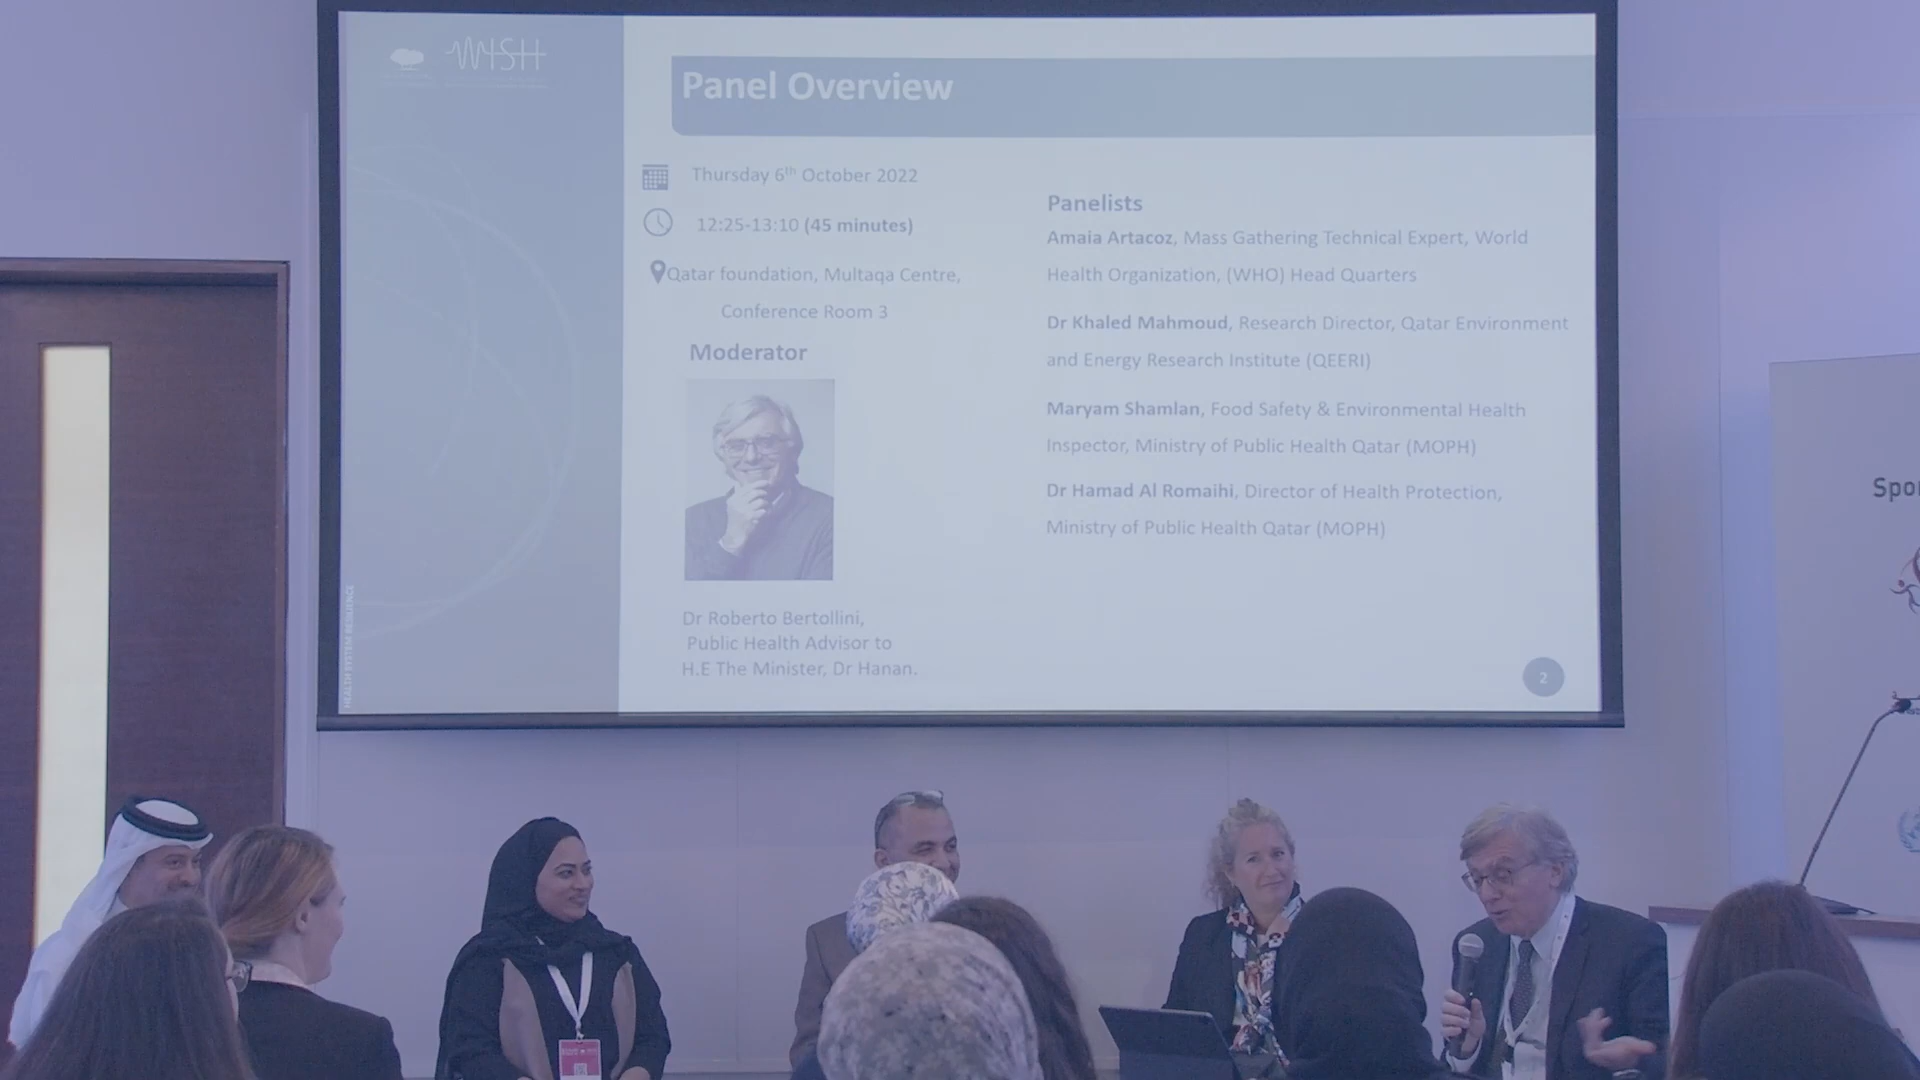 WISH
Panel Overview
Thursday 6th October 2022
12:25-13:10 (45 minutes)
Qatar foundation, Multaqa Centre,
Conference Room 3
Moderator
Dr Roberto Bertollini,
Public Health Advisor to
H.E The Minister, Dr Hanan.
Panelists
Amaia Artacoz, Mass Gathering Technical Expert, World
Health Organization, (WHO) Head Quarters
Dr Khaled Mahmoud, Research Director, Qatar Environment
and Energy Research Institute (QEERI)
Maryam Shamlan, Food Safety & Environmental Health
Inspector, Ministry of Public Health Qatar (MOPH)
Dr Hamad Al Romaihi, Director of Health Protection,
Ministry of Public Health Qatar (MOPH)
2
HEALTH SYSTEM RESILIENCE
Spo